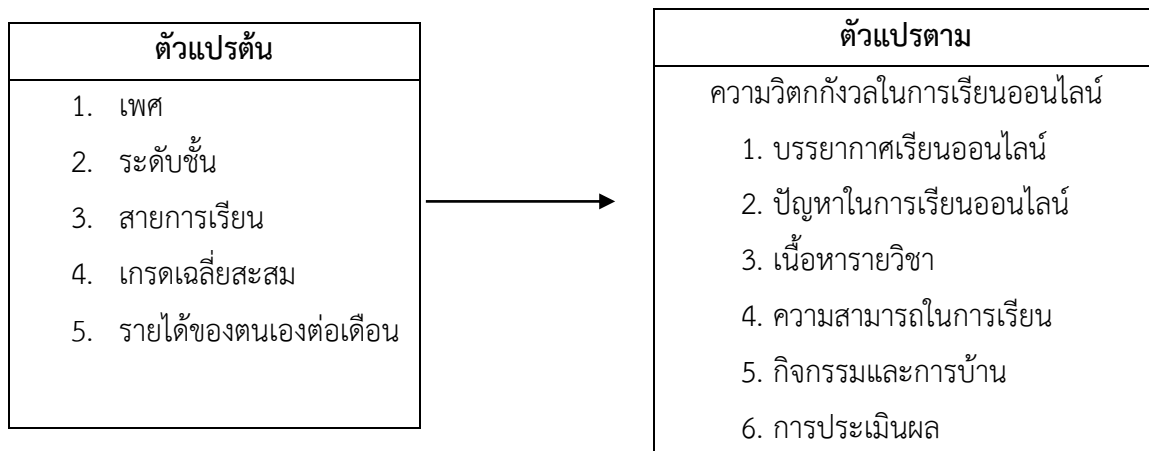 ตัวแปรต้น
1. เพศ
2. ระดับชั้น
3. สายการเรียน
4. เกรดเฉลี่ยสะสม
5. รายได้ของตนเองต่อเดือน
ตัวแปรตาม
ความวิตกกังวลในการเรียนออนไลน์
1. บรรยากาศเรียนออนไลน์
2. ปัญหาในการเรียนออนไลน์
3. เนื้อหารายวิชา
4. ความสามารถในการเรียน
5. กิจกรรมและการบ้าน
6. การประเมินผล